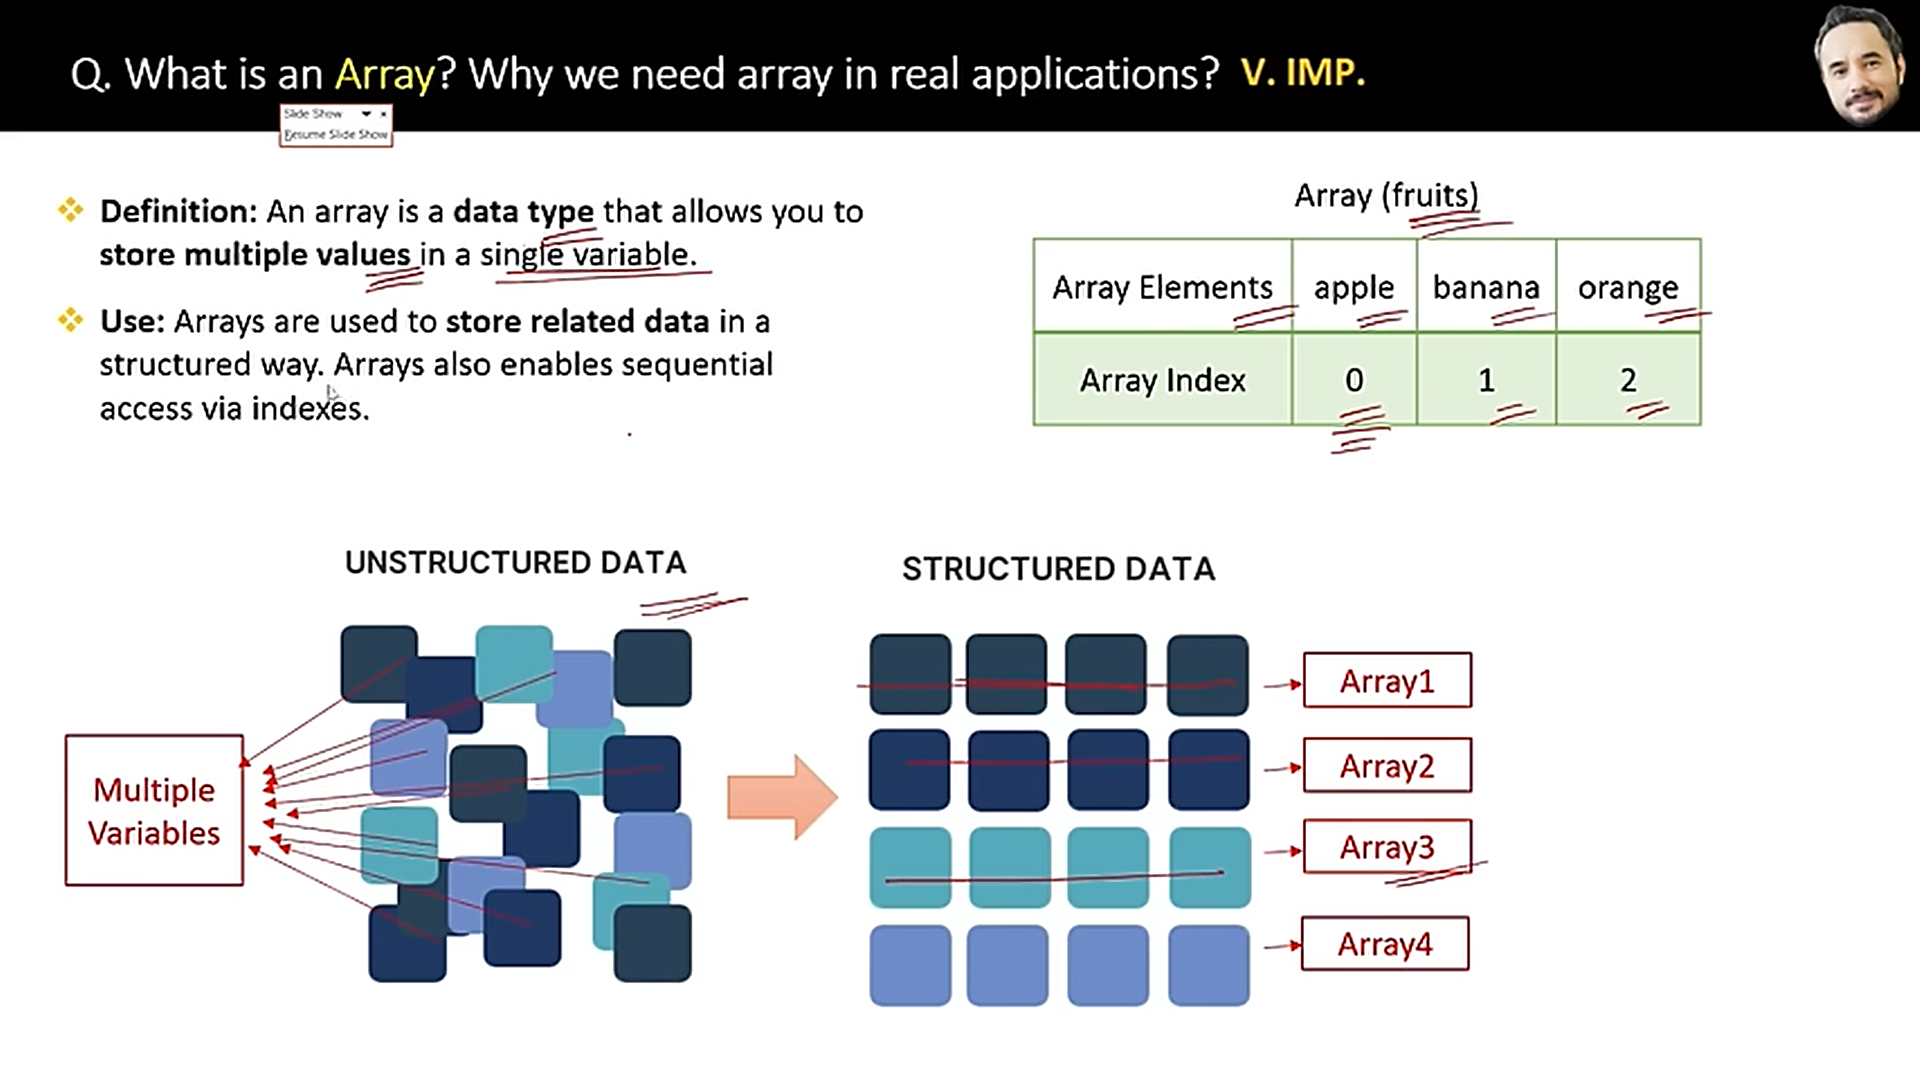 Q. What is an Array? Why we need array in real applications? V. IMP.
Slide Show
Resume Slide Show
Definition: An array is a data type that allows you to
store multiple values in a single variable.
Use: Arrays are used to store related data in a
structured way. Arrays also enables sequential
access via indexes.
Array (fruits)
Array Elements apple banana orange
Array Index 0 1 2
UNSTRUCTURED DATA
Multiple
Variables
STRUCTURED DATA
Array1
Array2
Array3
Array4